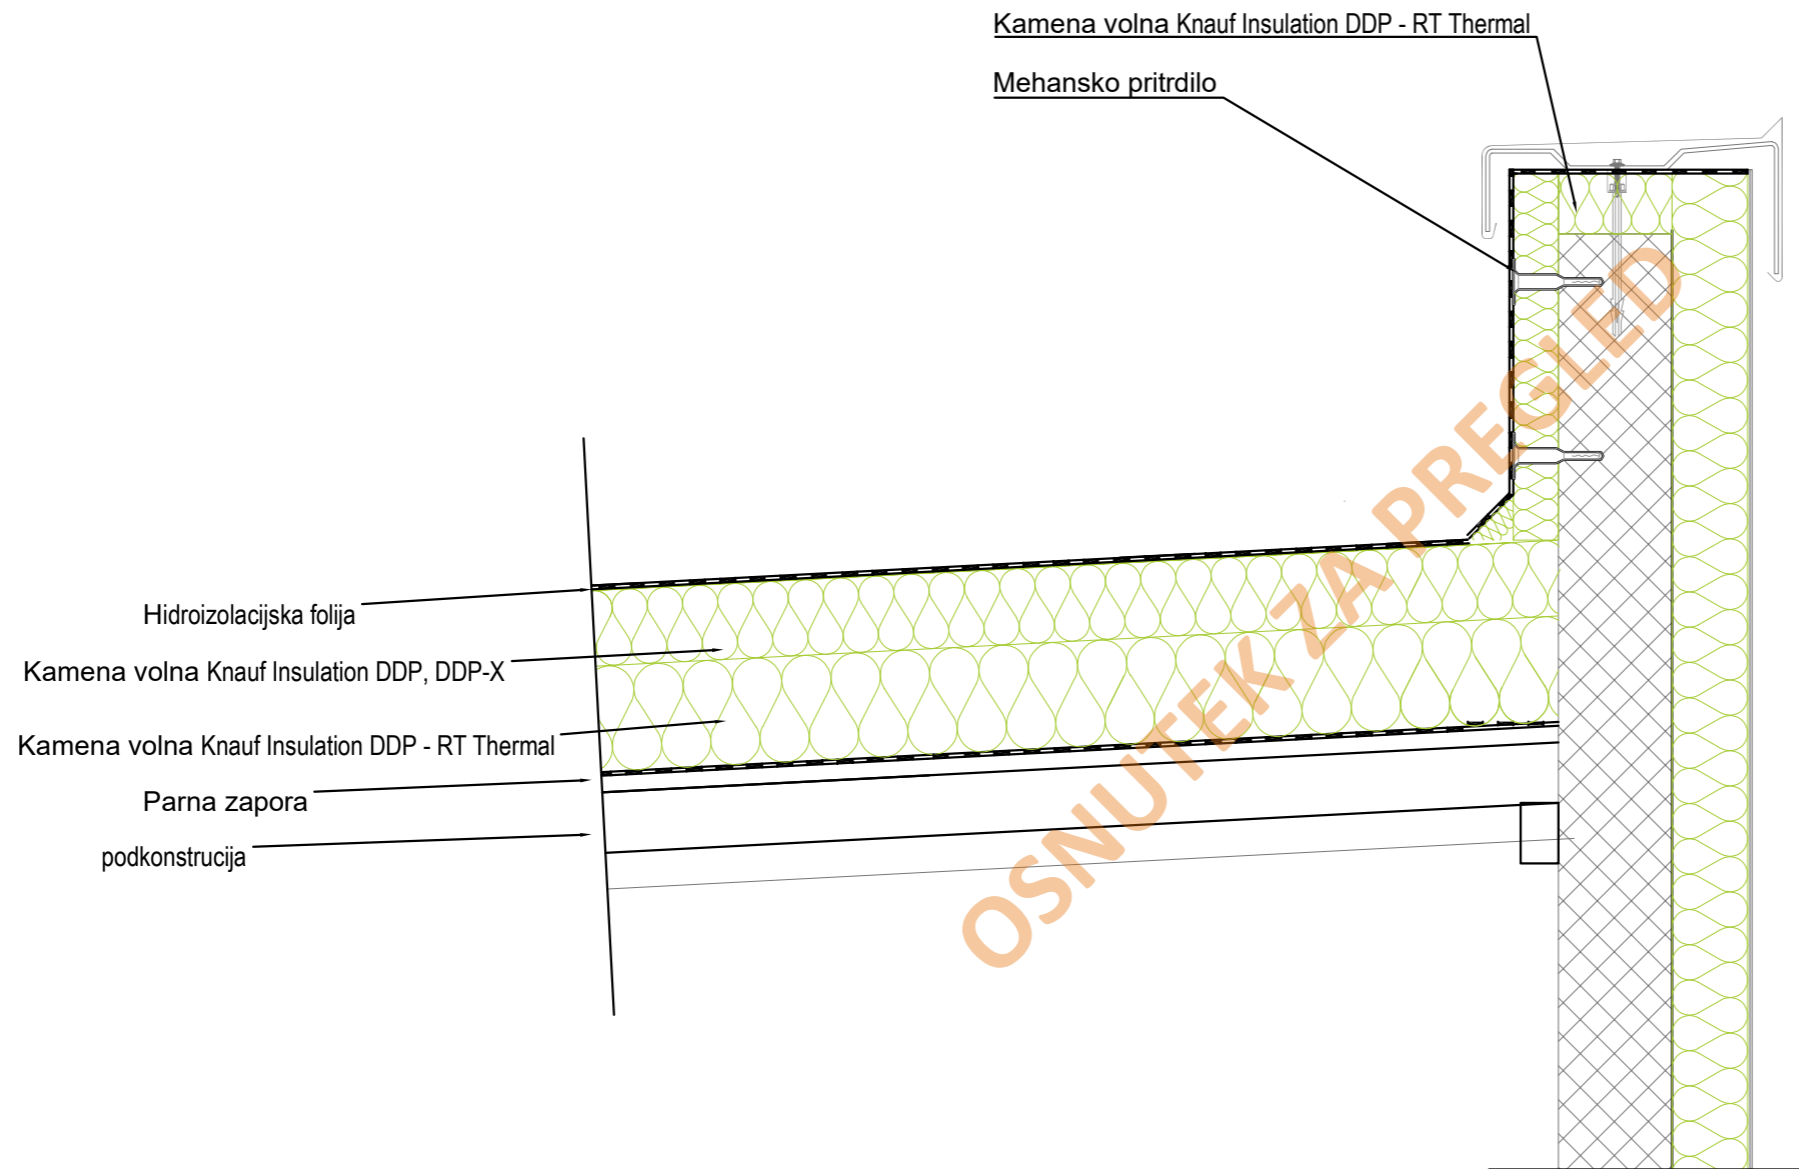 Kamena volna Knauf Insulation DDP - RT Thermal
Mehansko pritrdilo
Hidroizolacijska folija
Kamena volna Knauf Insulation DDP, DDP-X
Kamena volna Knauf Insulation DDP - RT Thermal
Parna zapora
podkonstrucija
OSNUTEK ZA PREGLED